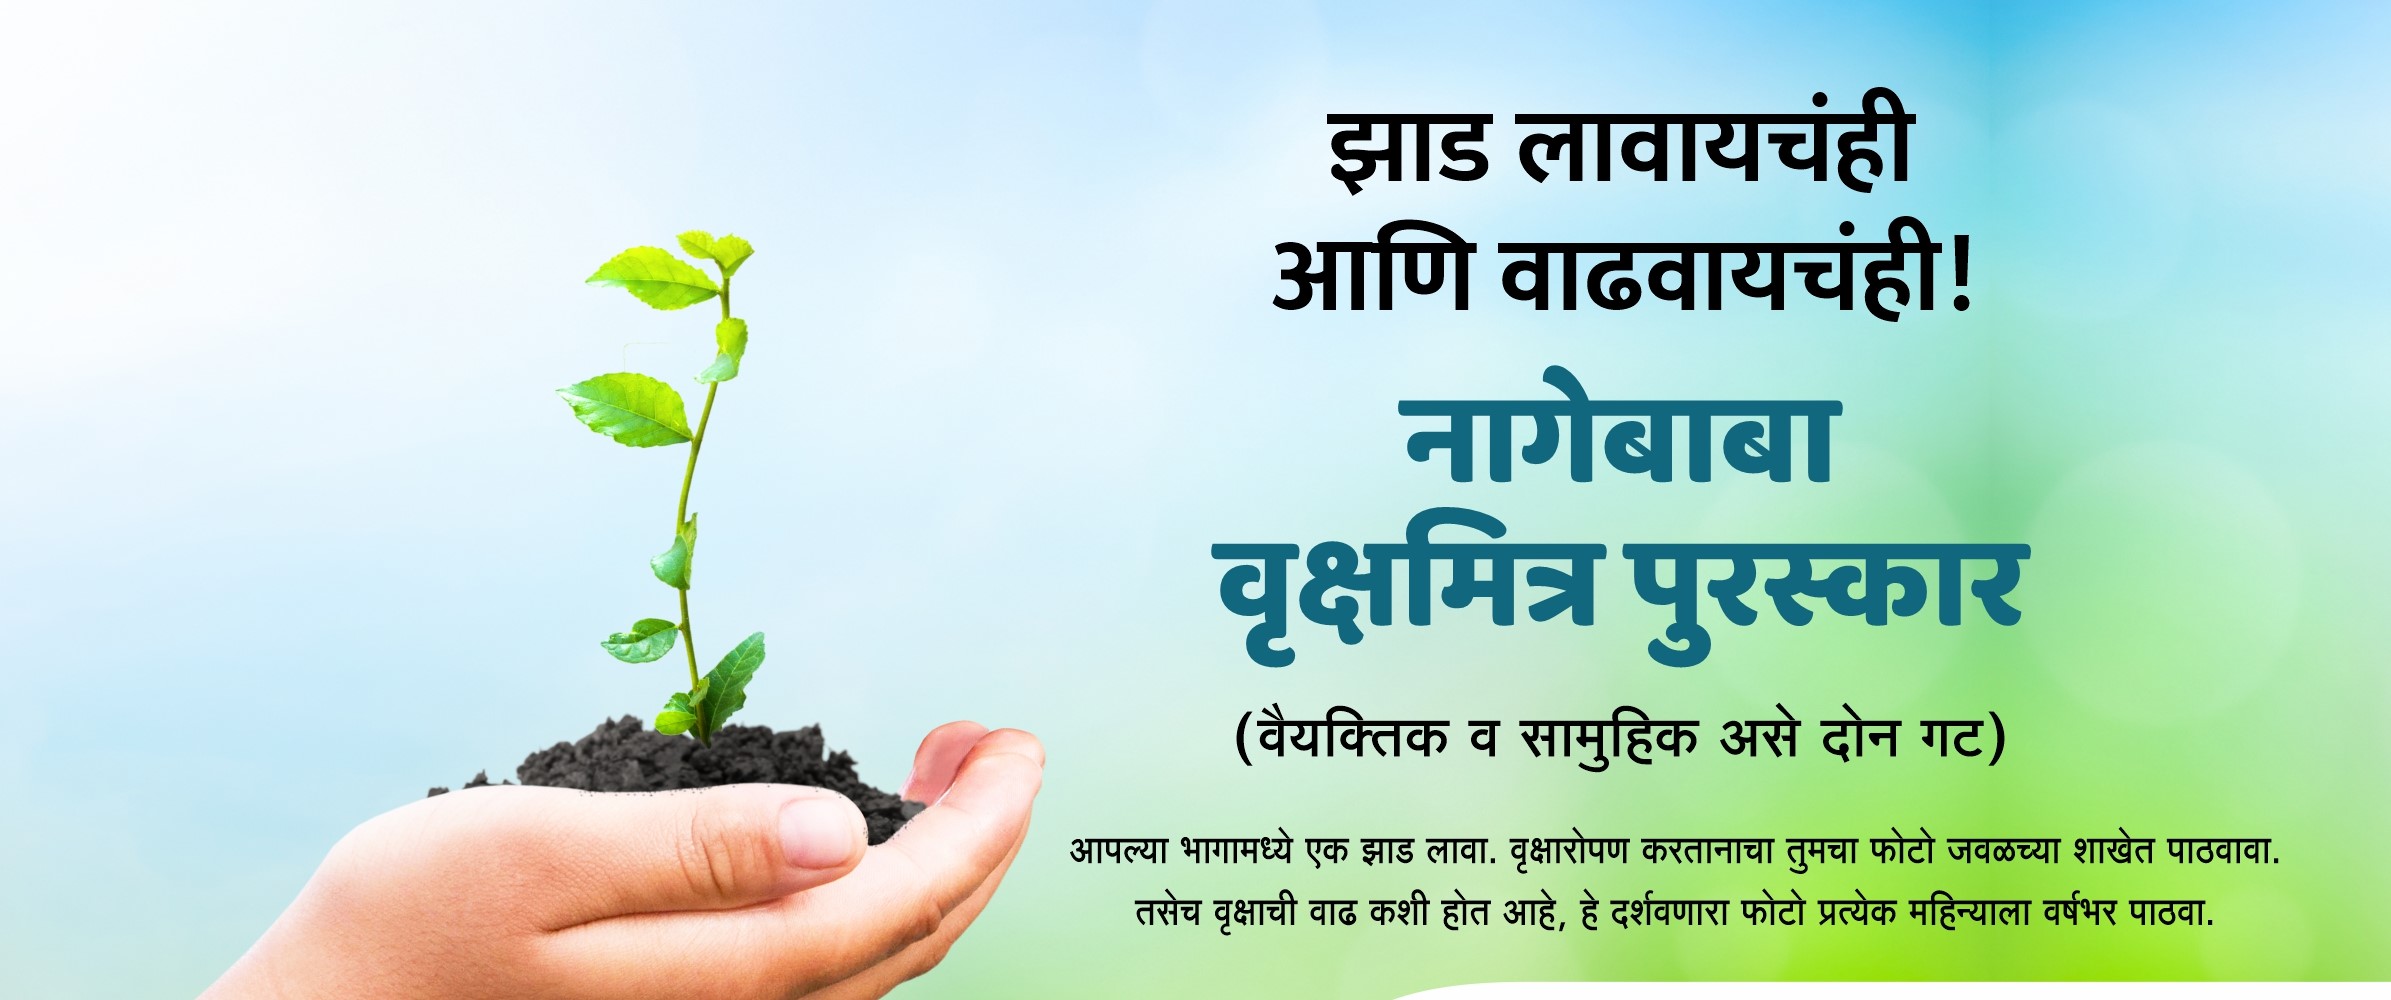 झाड लावायचंही
आणि वाढवायचंही!
नागेबाबा
वृक्षमित्र पुरस्कार
(वैयक्तिक व सामुहिक असे दोन गट)
आपल्या भागामध्ये एक झाड लावा. वृक्षारोपण करतानाचा तुमचा फोटो जवळच्या शाखेत पाठवावा.
तसेच वृक्षाची वाढ कशी होत आहे, हे दर्शवणारा फोटो प्रत्येक महिन्याला वर्षभर पाठवा.